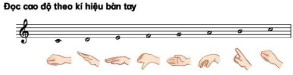 Đọc cao độ theo kí hiệu bàn tay